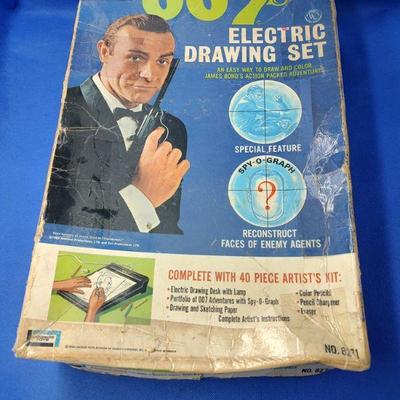 007
ELECTRIC
DRAWING SET
AN EASY WAY TO DRAW AND COLOR
JAMES BOND'S ACTION PACKED ADVENTURES
SPECIAL FEATURE
SPY-O-GRAPH
?
RECONSTRUCT
FACES OF ENEMY AGENTS
COMPLETE WITH 40 PIECE ARTIST'S KIT:
• Electric Drawing Desk with Lamp
• Portfolio of 007 Adventures with Spy-O-Graph
• Drawing and Sketching Paper
• Color Pencils
• Pencil Sharpener
• Eraser
Complete Artist's Instructions
NO. 8271